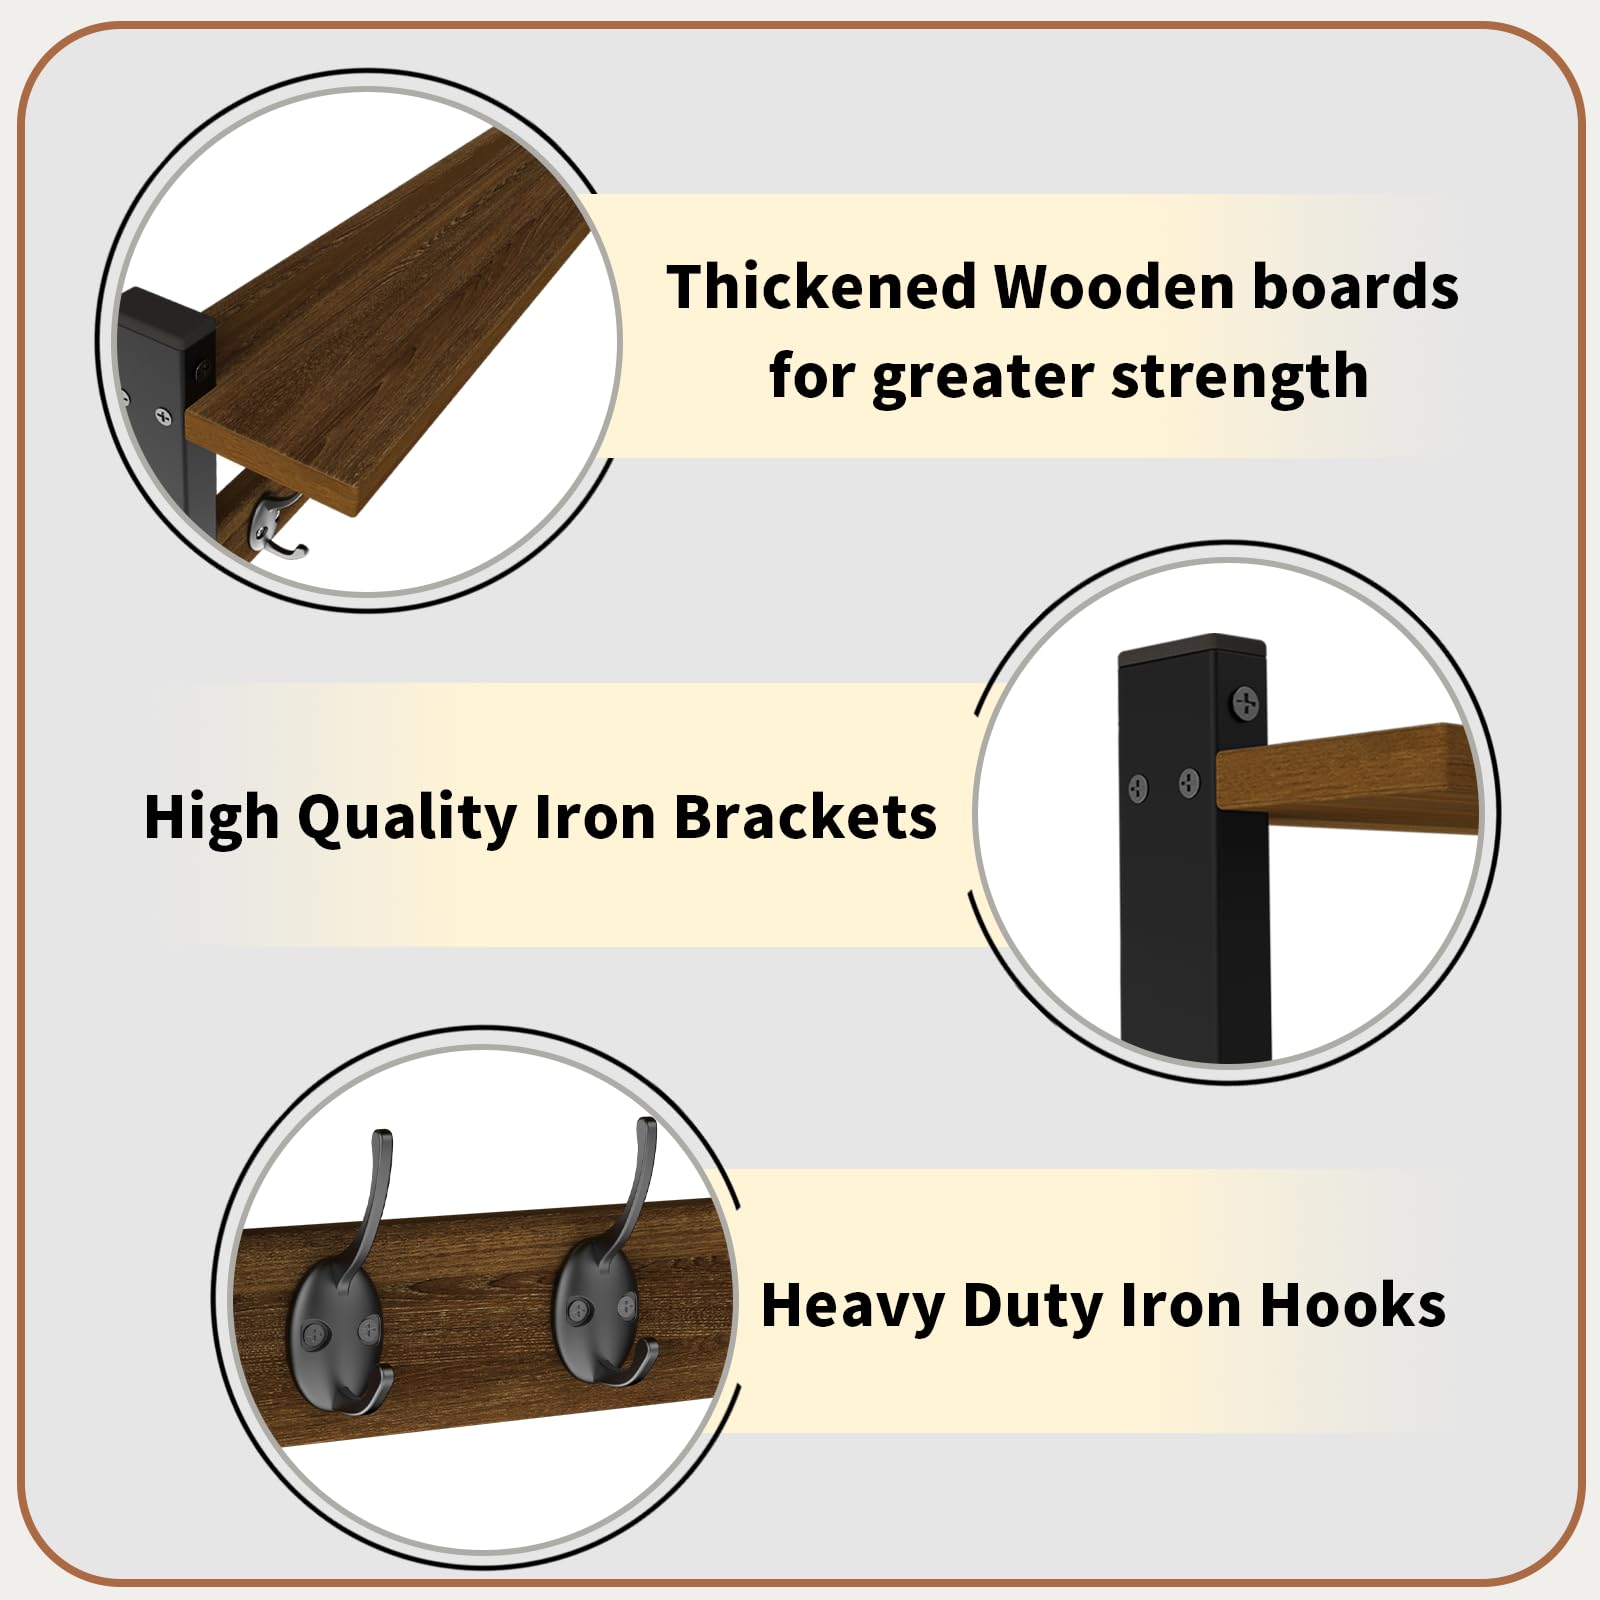 Thickened Wooden boards
for greater strength
High Quality Iron Brackets
Heavy Duty Iron Hooks